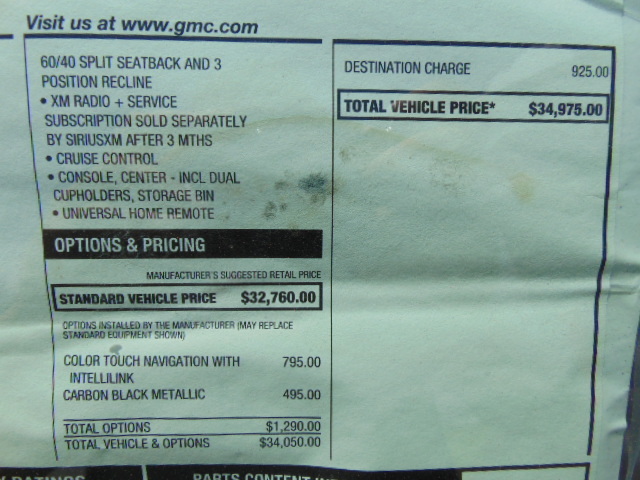 Visit us at www.gmc.com
60/40 SPLIT SEATBACK AND 3
POSITION RECLINE
• XM RADIO + SERVICE
SUBSCRIPTION SOLD SEPARATELY
BY SIRIUSXM AFTER 3 MTHS
• CRUISE CONTROL
• CONSOLE, CENTER - INCL DUAL
CUPHOLDERS, STORAGE BIN
• UNIVERSAL HOME REMOTE
OPTIONS & PRICING
MANUFACTURER'S SUGGESTED RETAIL PRICE
STANDARD VEHICLE PRICE $32,760.00
OPTIONS INSTALLED BY THE MANUFACTURER (MAY REPLACE
STANDARD EQUIPMENT SHOWN)
COLOR TOUCH NAVIGATION WITH 795.00
INTELLILINK
CARBON BLACK METALLIC 495.00
TOTAL OPTIONS $1,290.00
TOTAL VEHICLE & OPTIONS $34,050.00
DESTINATION CHARGE 925.00
TOTAL VEHICLE PRICE* $34,975.00
RATINGS
PARTS CONTENT